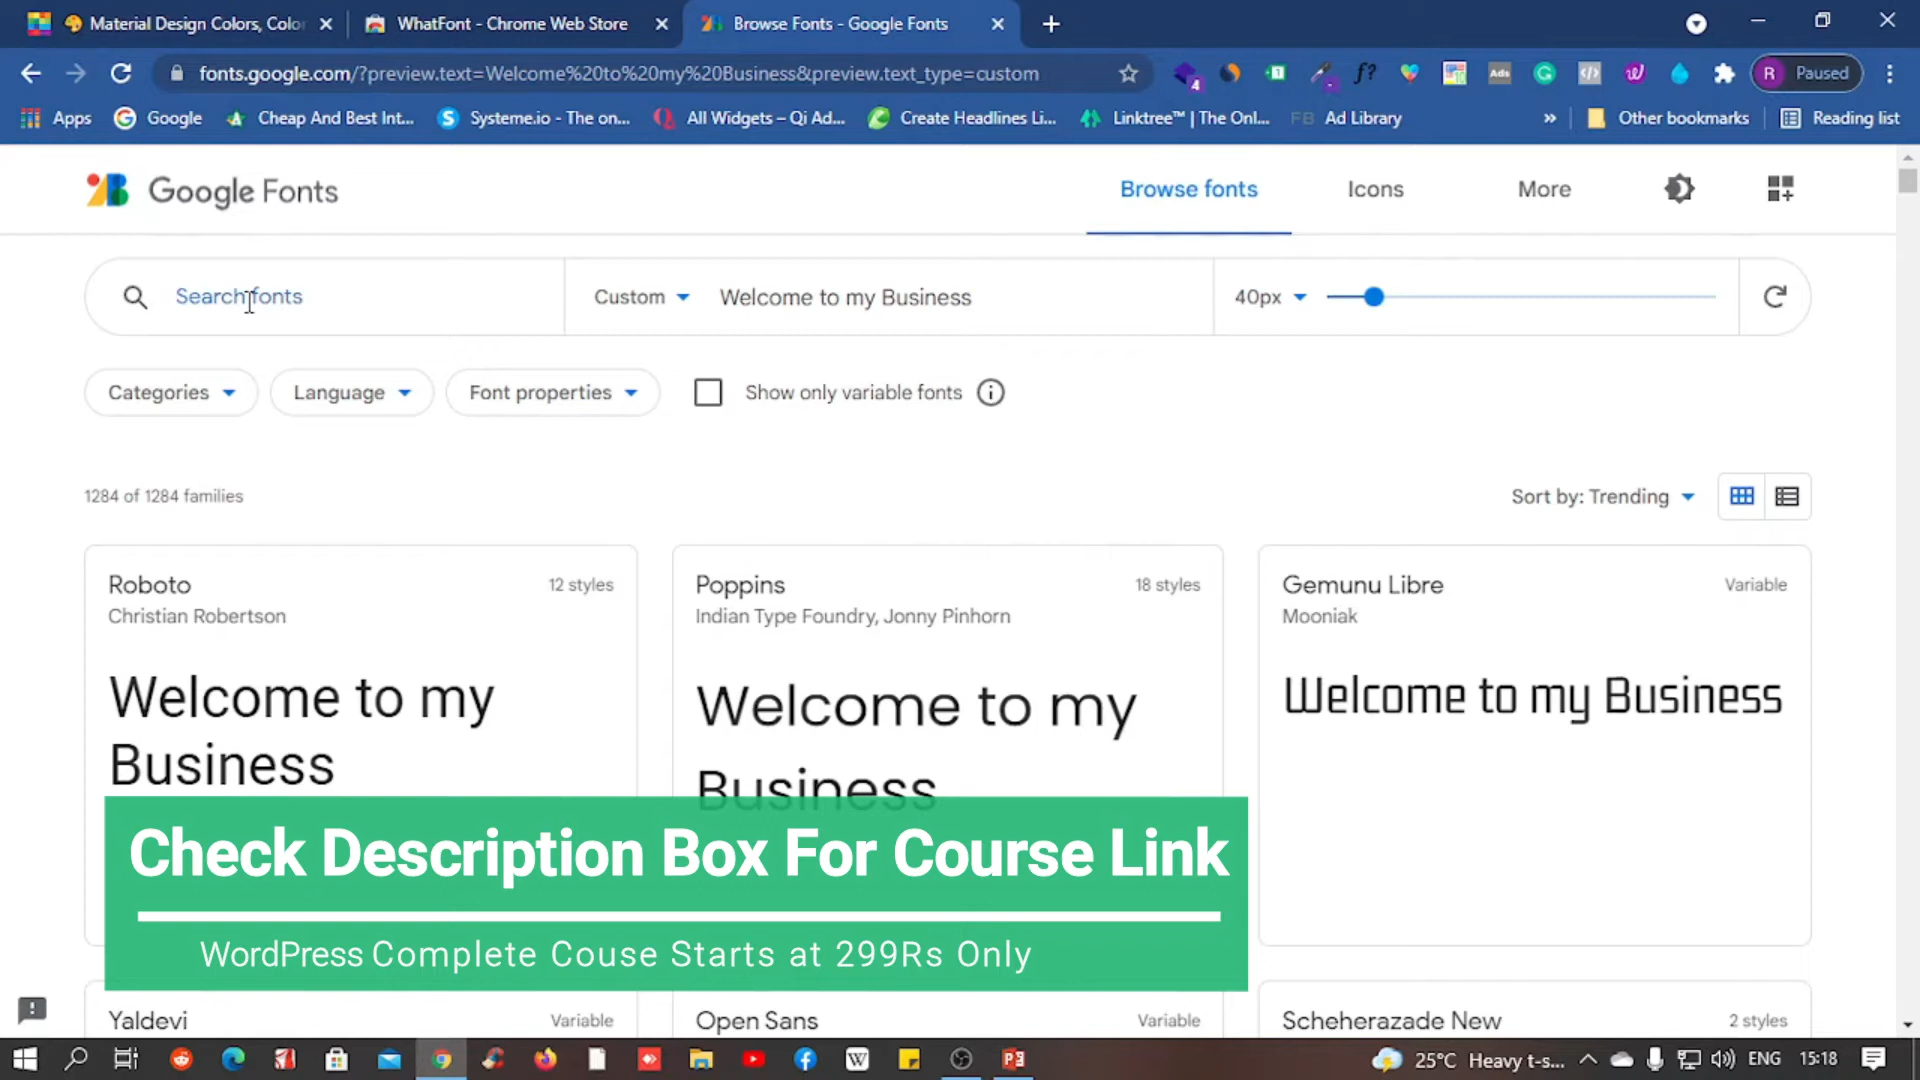 Material Design Colors, Colo
WhatFont - Chrome Web Store
Browse Fonts - Google Fonts
fonts.google.com/?preview.text=Welcome%20to%20my%20Business&preview.text_type=custom
4
f?
Ads
R Paused
Apps
Google
Cheap And Best Int...
Systeme.io - The on...
All Widgets – Qi Ad...
Create Headlines Li...
Linktree™ | The Onl...
FB Ad Library
»
Other bookmarks
Reading list
Google Fonts
Browse fonts
Icons
More
Search fonts
Custom
Welcome to my Business
40px
Categories
Language
Font properties
Show only variable fonts
1284 of 1284 families
Sort by: Trending
Roboto
12 styles
Christian Robertson
Welcome to my
Business
Poppins
18 styles
Indian Type Foundry, Jonny Pinhorn
Welcome to my
Business
Gemunu Libre
Variable
Mooniak
Welcome to my Business
Check Description Box For Course Link
WordPress Complete Couse Starts at 299Rs Only
Yaldevi
Variable
Open Sans
Variable
Scheherazade New
2 styles
25°C Heavy t-s...
ENG
15:18